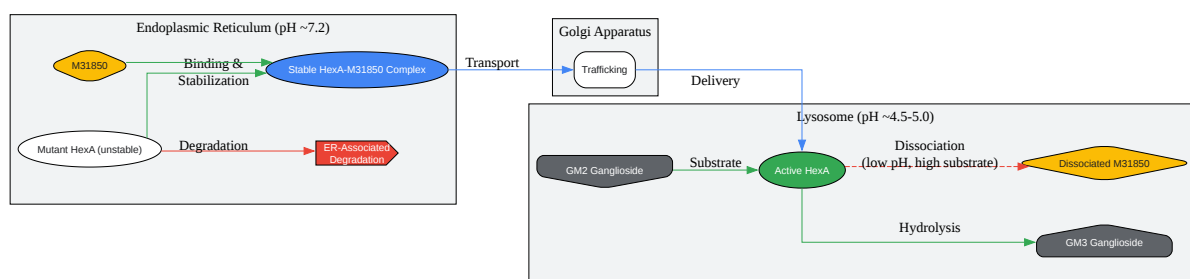 Endoplasmic Reticulum (pH ~7.2)
M31850
Binding &
Stabilization
Stable HexA-M31850 Complex
Mutant HexA (unstable)
Degradation
ER-Associated
Degradation
Transport
Golgi Apparatus
Trafficking
Delivery
Lysosome (pH ~4.5-5.0)
GM2 Ganglioside
Substrate
Active HexA
Dissociation
(low pH, high substrate)
Dissociated M31850
Hydrolysis
GM3 Ganglioside